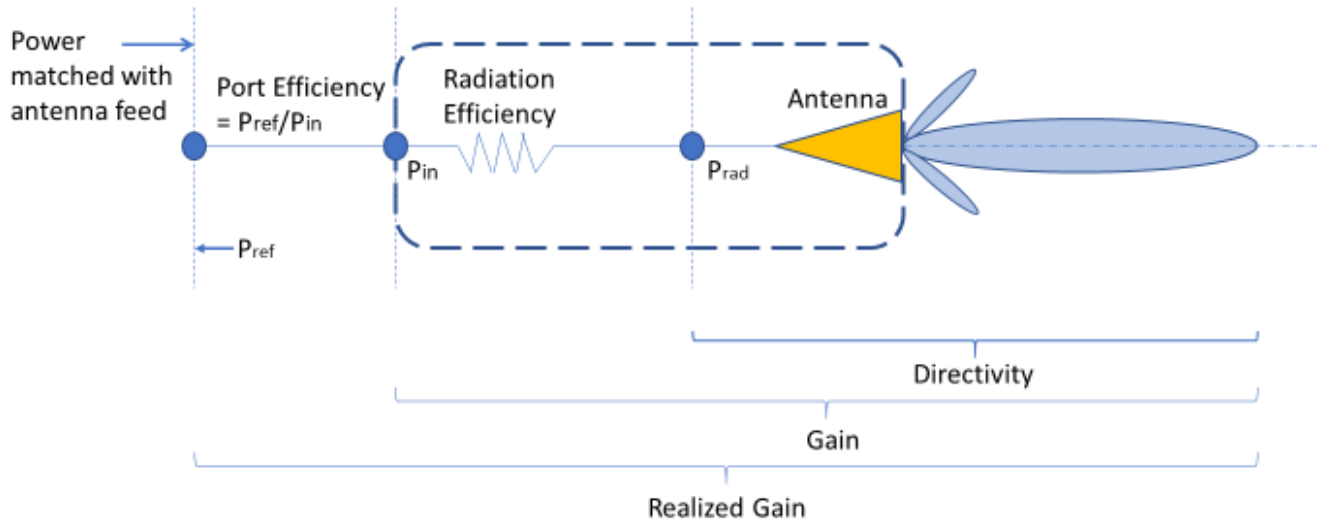 Power
matched with
antenna feed
Port Efficiency
= Pref/Pin
Radiation
Efficiency
Antenna
Pin
Prad
Pref
Directivity
Gain
Realized Gain